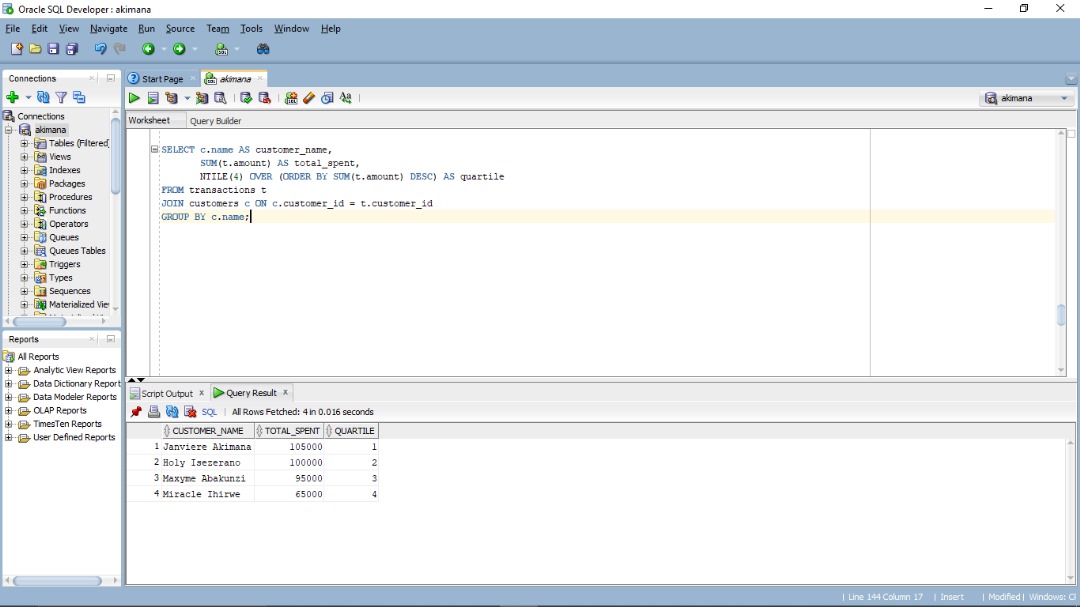 Oracle SQL Developer : akimana
File Edit View Navigate Run Source Team Tools Window Help
Connections
Connections
akimana
Tables (Filtered)
Views
Indexes
Packages
Procedures
Functions
Operators
Queues
Queues Tables
Triggers
Types
Sequences
Materialized Vie
Reports
All Reports
Analytic View Reports
Data Dictionary Report
Data Modeler Reports
OLAP Reports
TimesTen Reports
User Defined Reports
Start Page akimana
akimana
Worksheet Query Builder
SELECT c.name AS customer_name,
SUM(t.amount) AS total_spent,
NTILE(4) OVER (ORDER BY SUM(t.amount) DESC) AS quartile
FROM transactions t
JOIN customers c ON c.customer_id = t.customer_id
GROUP BY c.name;
Script Output Query Result
SQL | All Rows Fetched: 4 in 0.016 seconds
CUSTOMER_NAME TOTAL_SPENT QUARTILE
1 Janviere Akimana 105000 1
2 Holy Isezerano 100000 2
3 Maxyme Abakunzi 95000 3
4 Miracle Ihirwe 65000 4
| Line 144 Column 17 | Insert | Modified | Windows: C